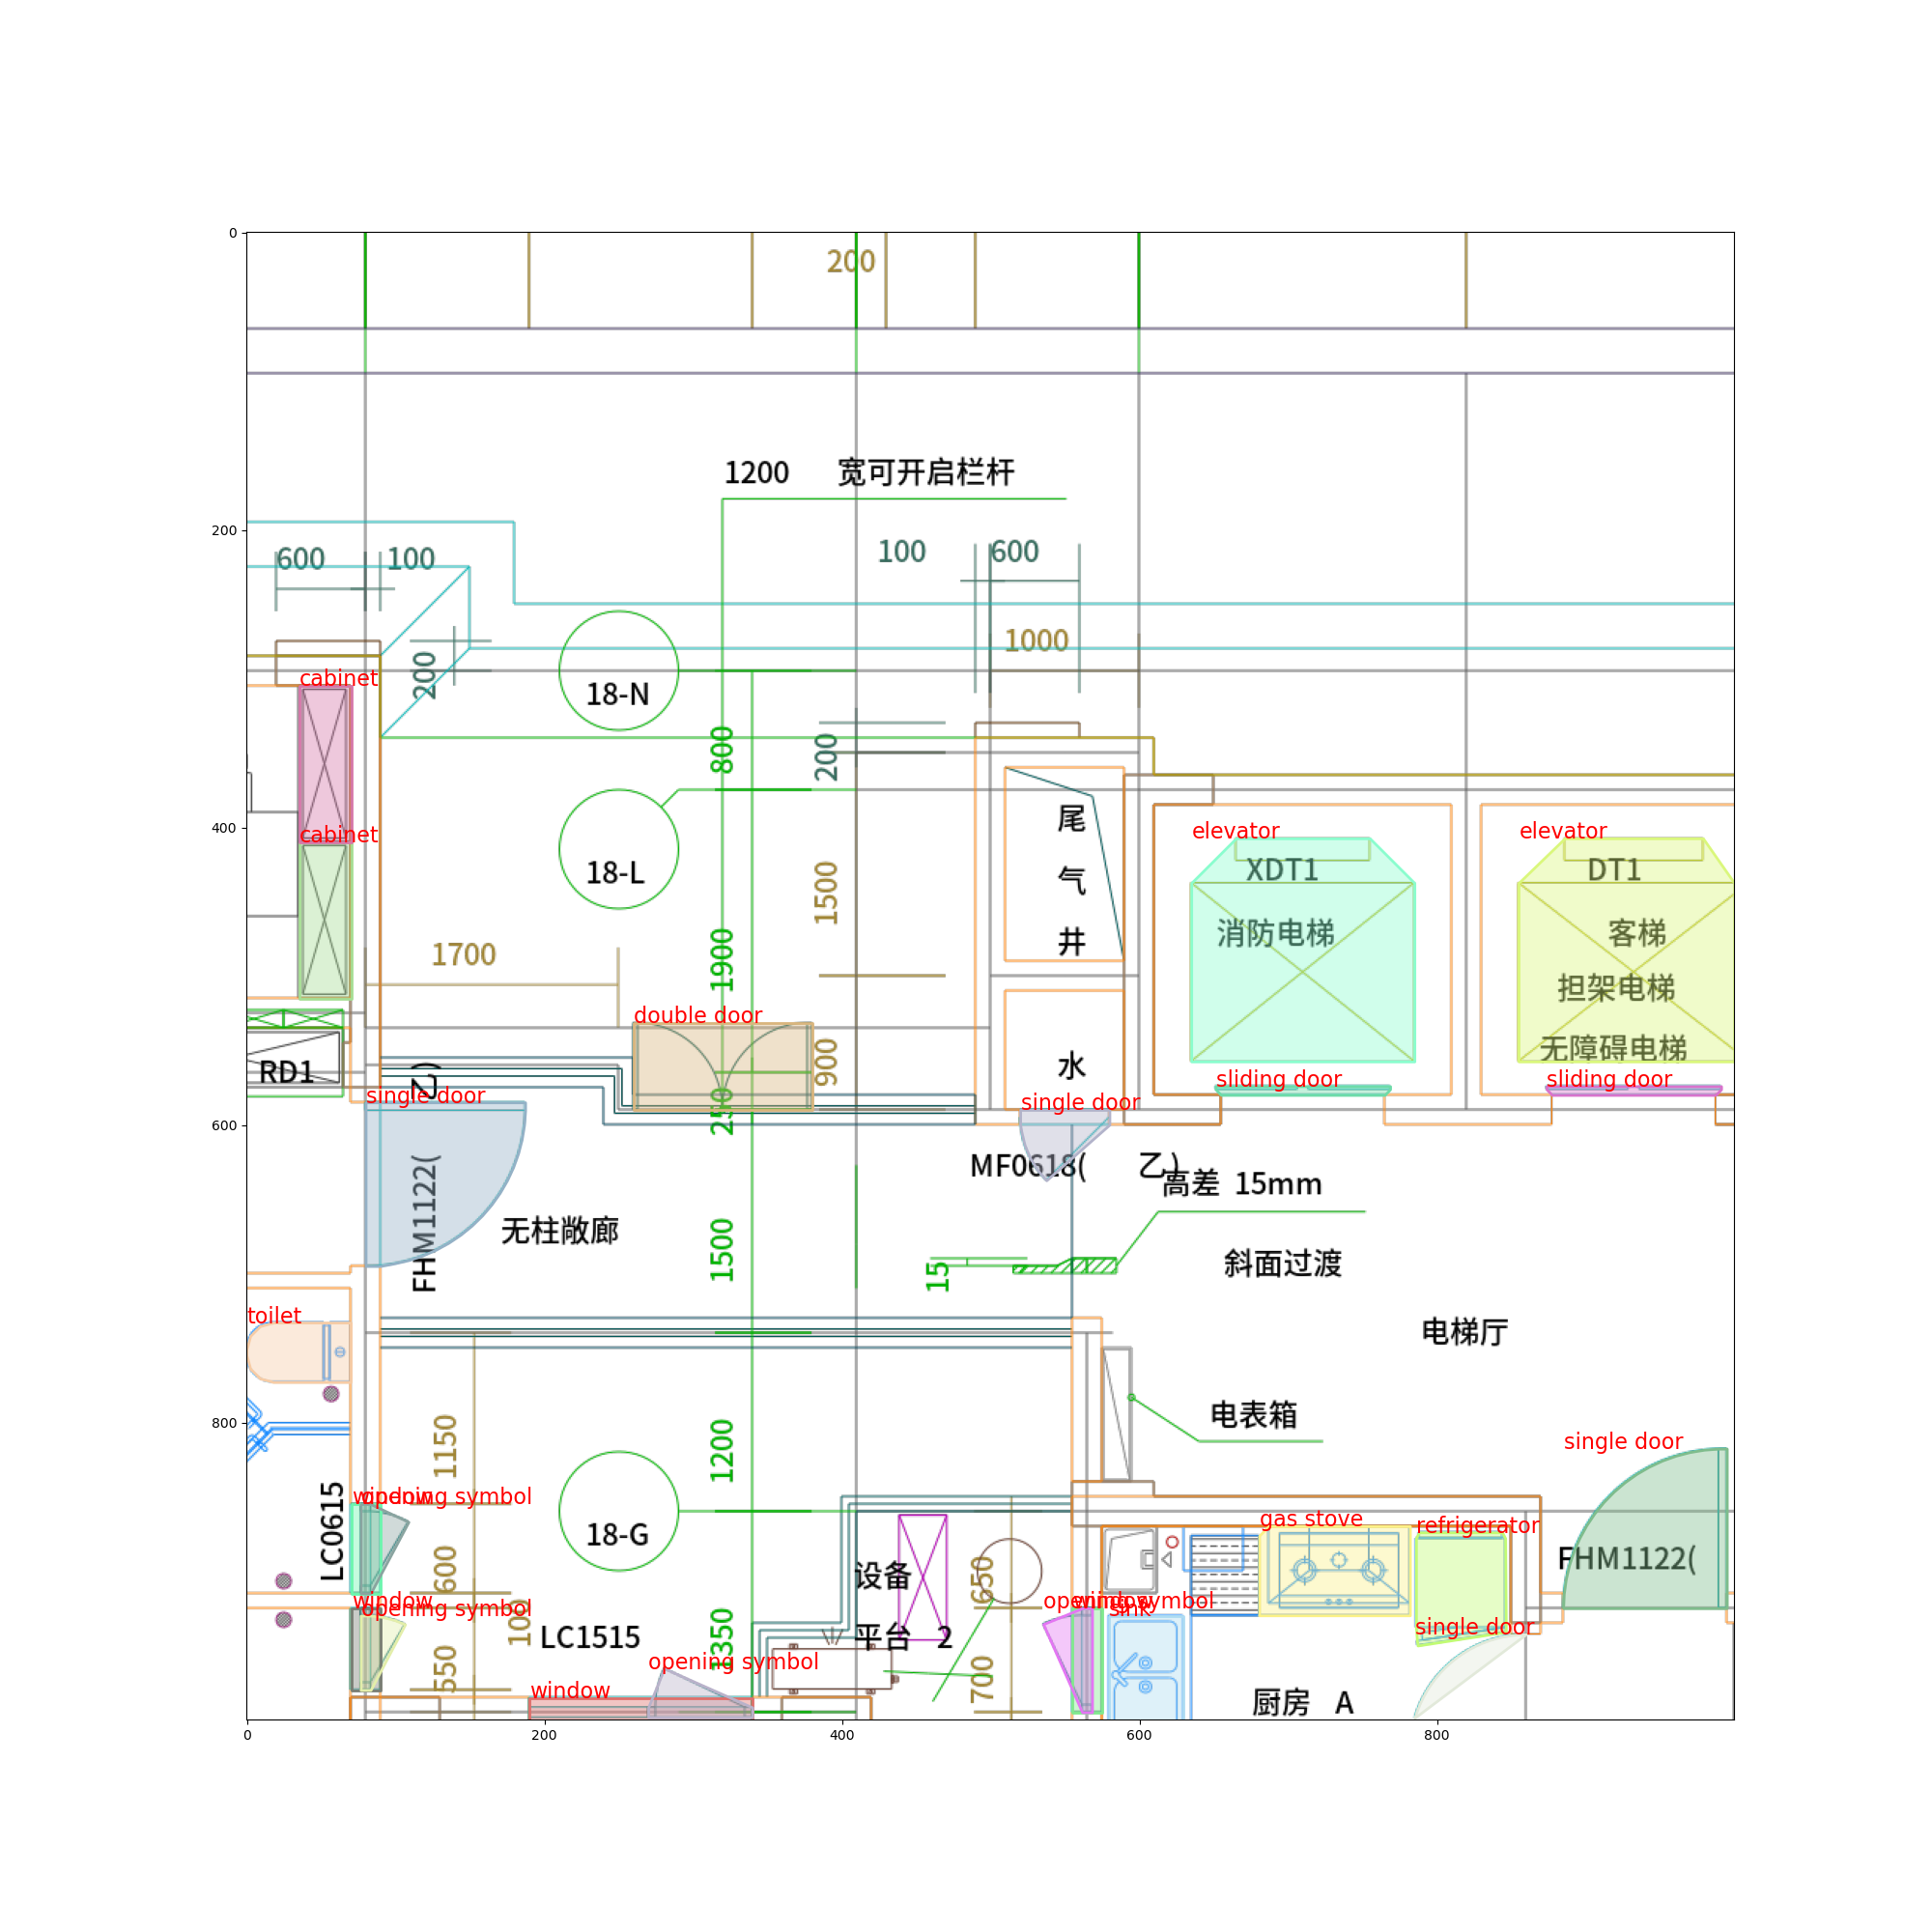 0
200
400
600
800
0
200
400
600
800
200
1200 宽可开启栏杆
600
100
100
600
1000
200
18-N
cabinet
800
200
尾
气
井
elevator
XDT1
消防电梯
elevator
DT1
客梯
担架电梯
无障碍电梯
cabinet
18-L
1500
1700
1900
double door
900
250
水
RD1
(2
single door
FHM1122(
sliding door
sliding door
single door
MF0618( 乙)
高差 15mm
无柱敞廊
1500
15
斜面过渡
toilet
电梯厅
电表箱
1150
1200
single door
LC0615
window
opening symbol
18-G
600
100
设备
平台 2
650
gas stove
refrigerator
FHM1122(
window
opening symbol
LC1515
1350
opening symbol
window
sink
single door
550
opening symbol
window
700
厨房 A